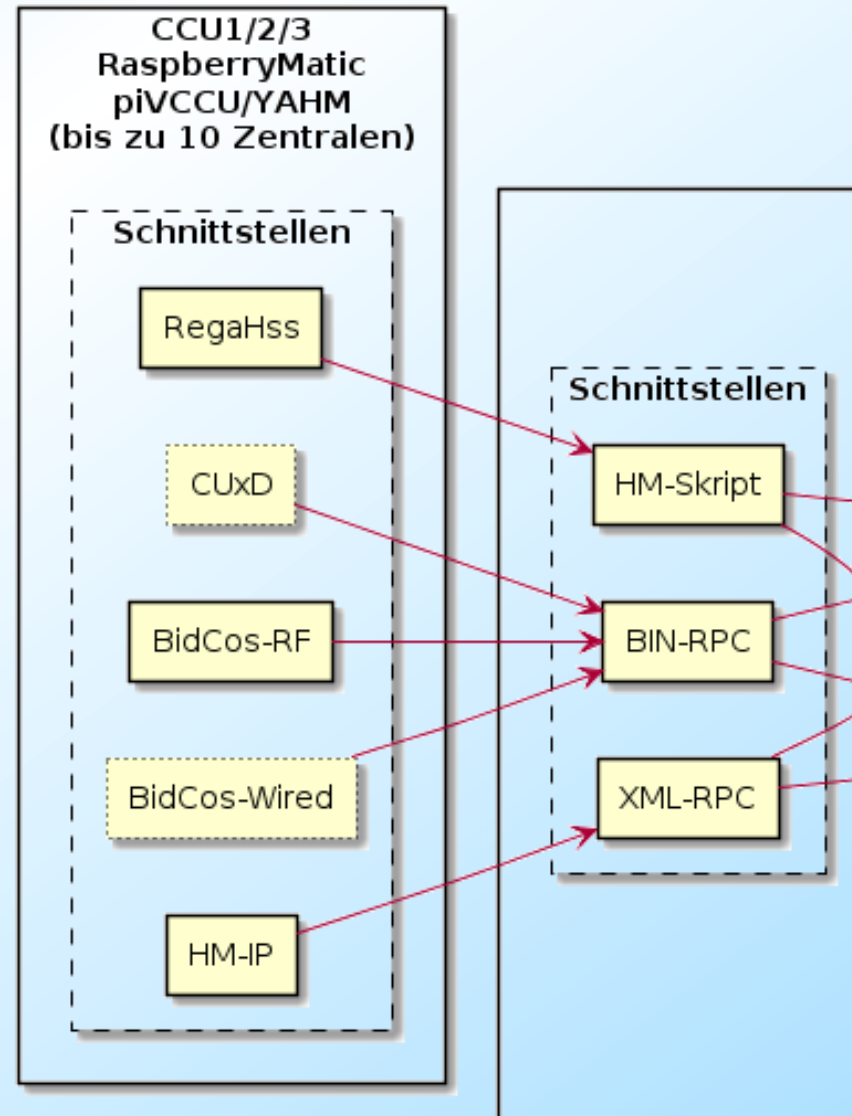 CCU1/2/3
RaspberryMatic
piVCCU/YAHM
(bis zu 10 Zentralen)
Schnittstellen
RegaHss
CUxD
BidCos-RF
BidCos-Wired
HM-IP
Schnittstellen
HM-Skript
BIN-RPC
XML-RPC